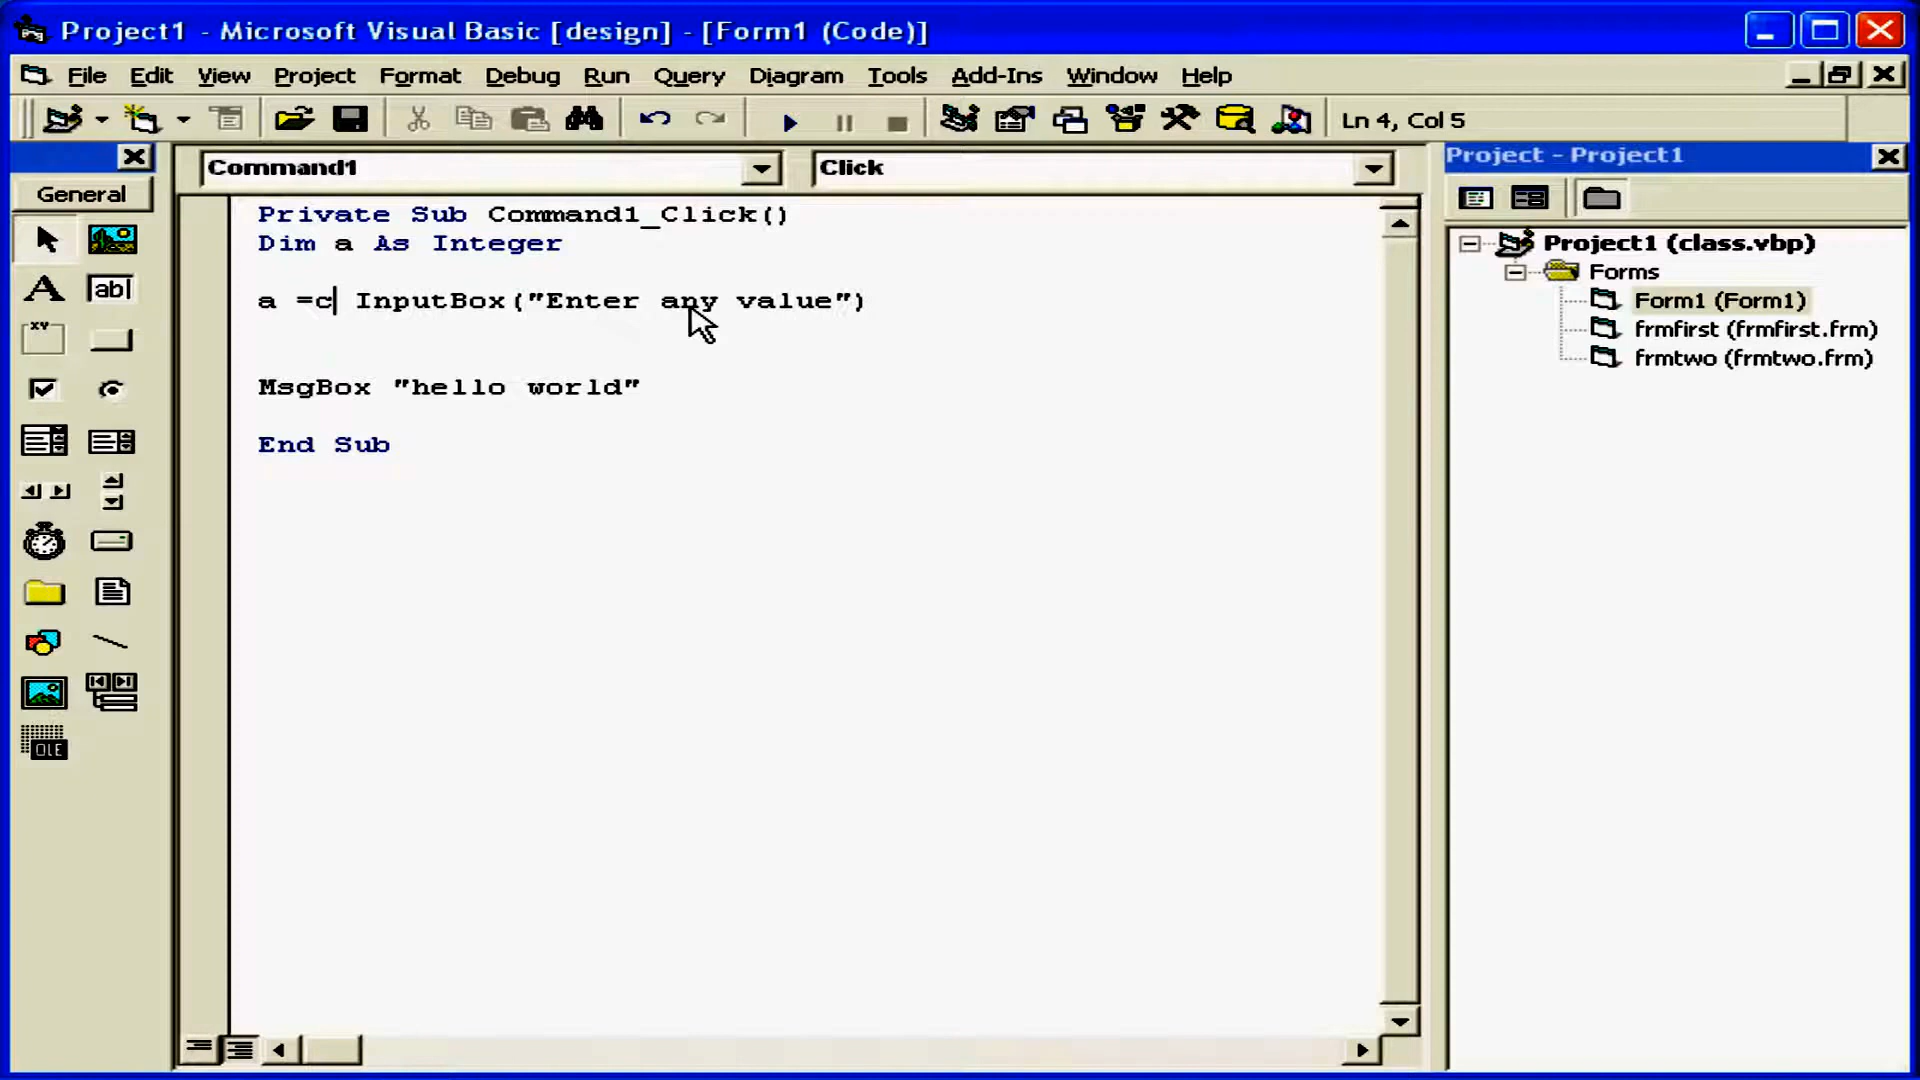 Project1 - Microsoft Visual Basic [design] - [Form1 (Code)]
File Edit View Project Format Debug Run Query Diagram Tools Add-Ins Window Help
Ln 4, Col 5
General
Command1
Click
Project - Project1
A
abl
XY
OLE
Private Sub Command1_Click()
Dim a As Integer
a =c InputBox("Enter any value")
MsgBox "hello world"
End Sub
Project1 (class.vbp)
Forms
Form1 (Form1)
frmfirst (frmfirst.frm)
frmtwo (frmtwo.frm)